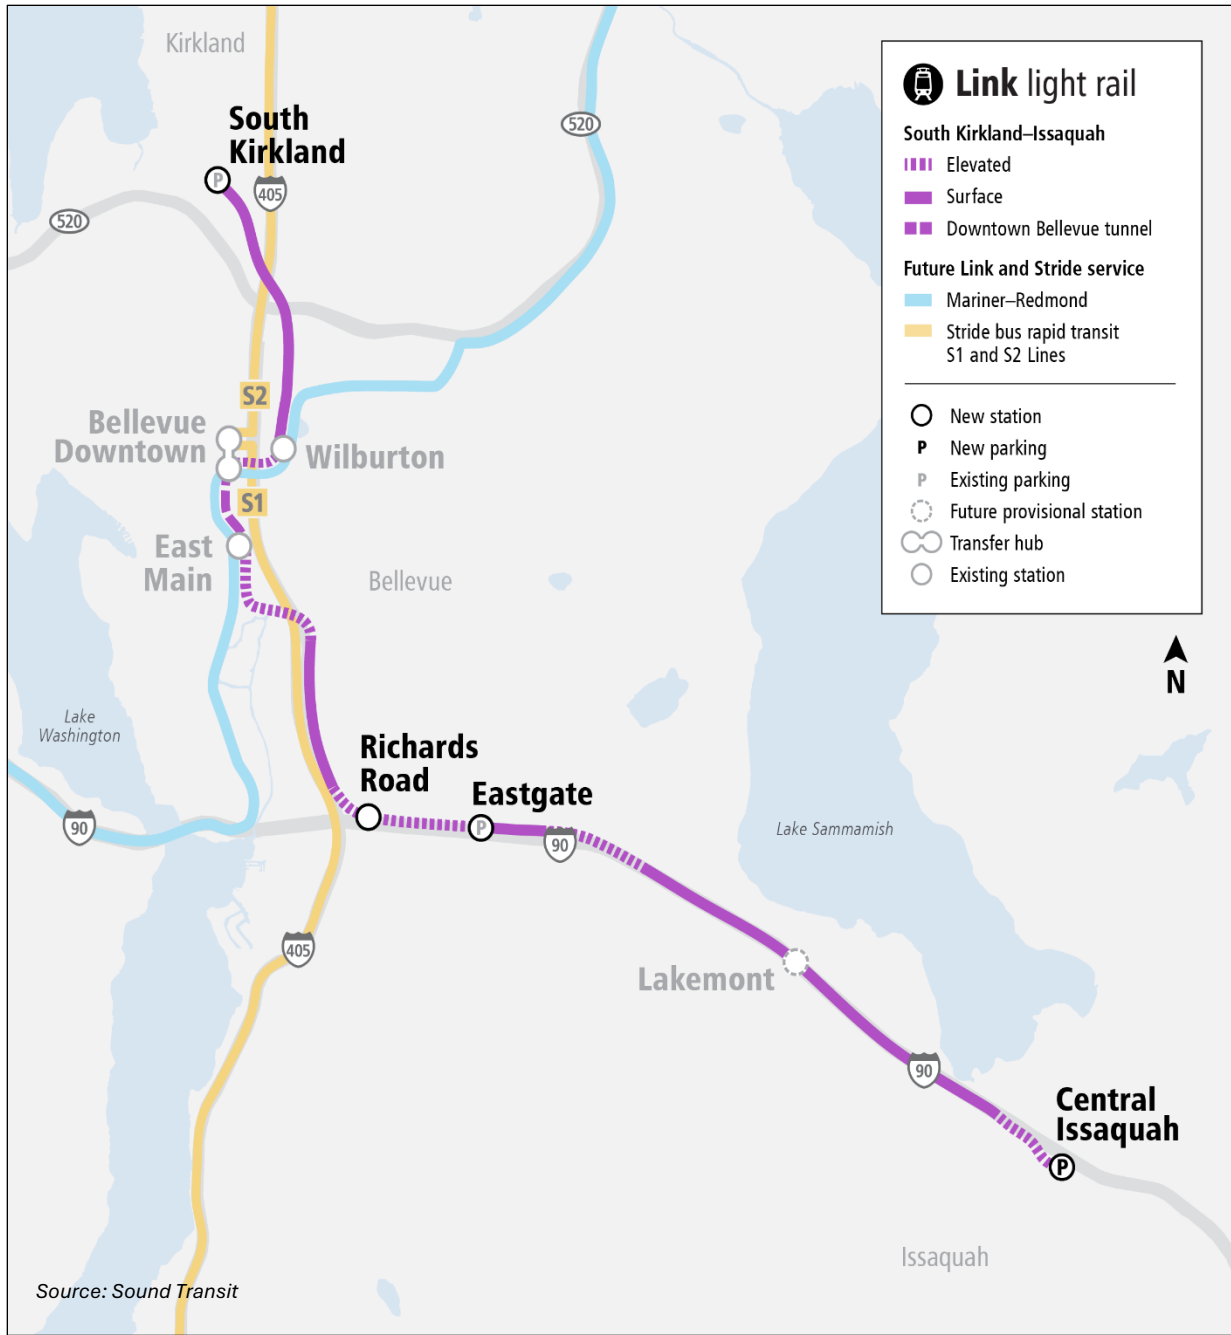 Kirkland
South
Kirkland
P
405
520
520
Link light rail
South Kirkland–Issaquah
Elevated
Surface
Downtown Bellevue tunnel
Future Link and Stride service
Mariner–Redmond
Stride bus rapid transit
S1 and S2 Lines
New station
P New parking
P Existing parking
Future provisional station
Transfer hub
Existing station
N
S2
Bellevue
Downtown
Wilburton
S1
East
Main
Bellevue
Lake
Washington
Richards
Road
Eastgate
P
90
90
Lake Sammamish
405
Lakemont
90
Central
Issaquah
P
Issaquah
Source: Sound Transit